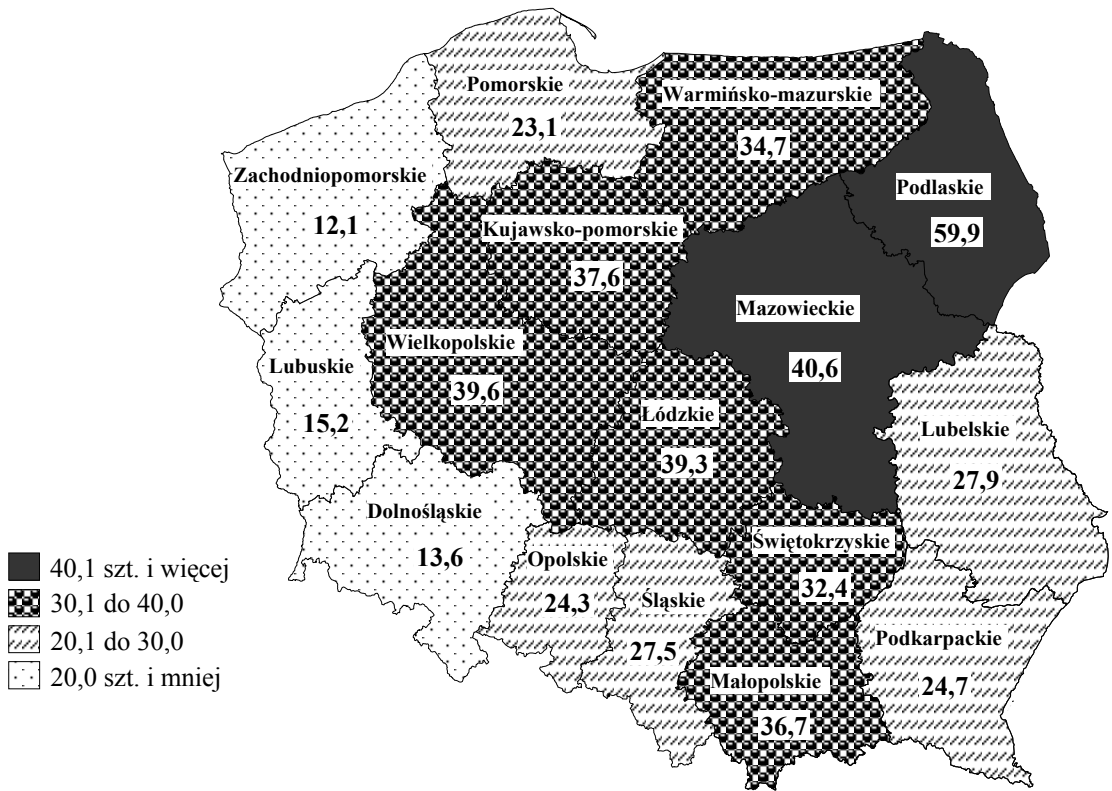 Pomorskie
23,1
Warmińsko-mazurskie
34,7
Zachodniopomorskie
12,1
Podlaskie
59,9
Kujawsko-pomorskie
37,6
Mazowieckie
40,6
Wielkopolskie
39,6
Lubuskie
15,2
Łódzkie
39,3
Lubelskie
27,9
Dolnośląskie
13,6
Opolskie
24,3
Śląskie
27,5
Świętokrzyskie
32,4
Podkarpackie
24,7
Małopolskie
36,7
40,1 szt. i więcej
30,1 do 40,0
20,1 do 30,0
20,0 szt. i mniej